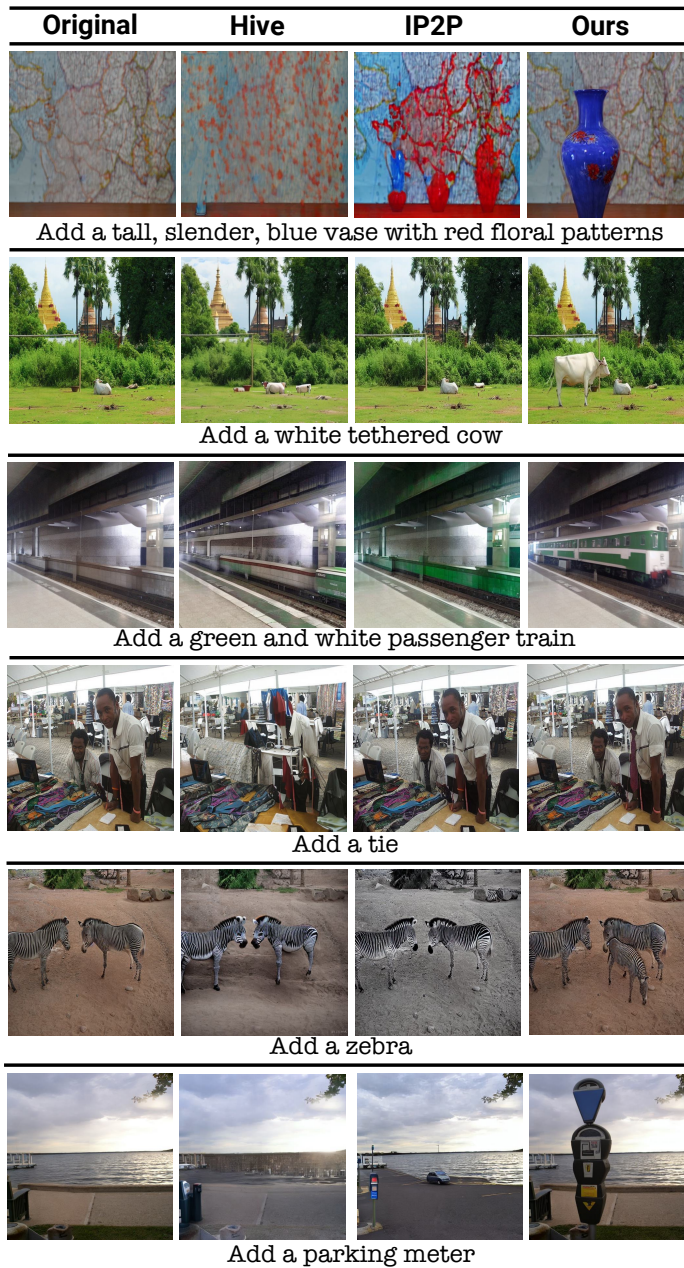 Original Hive IP2P Ours
Add a tall, slender, blue vase with red floral patterns
Add a white tethered cow
Add a green and white passenger train
Add a tie
Add a zebra
Add a parking meter